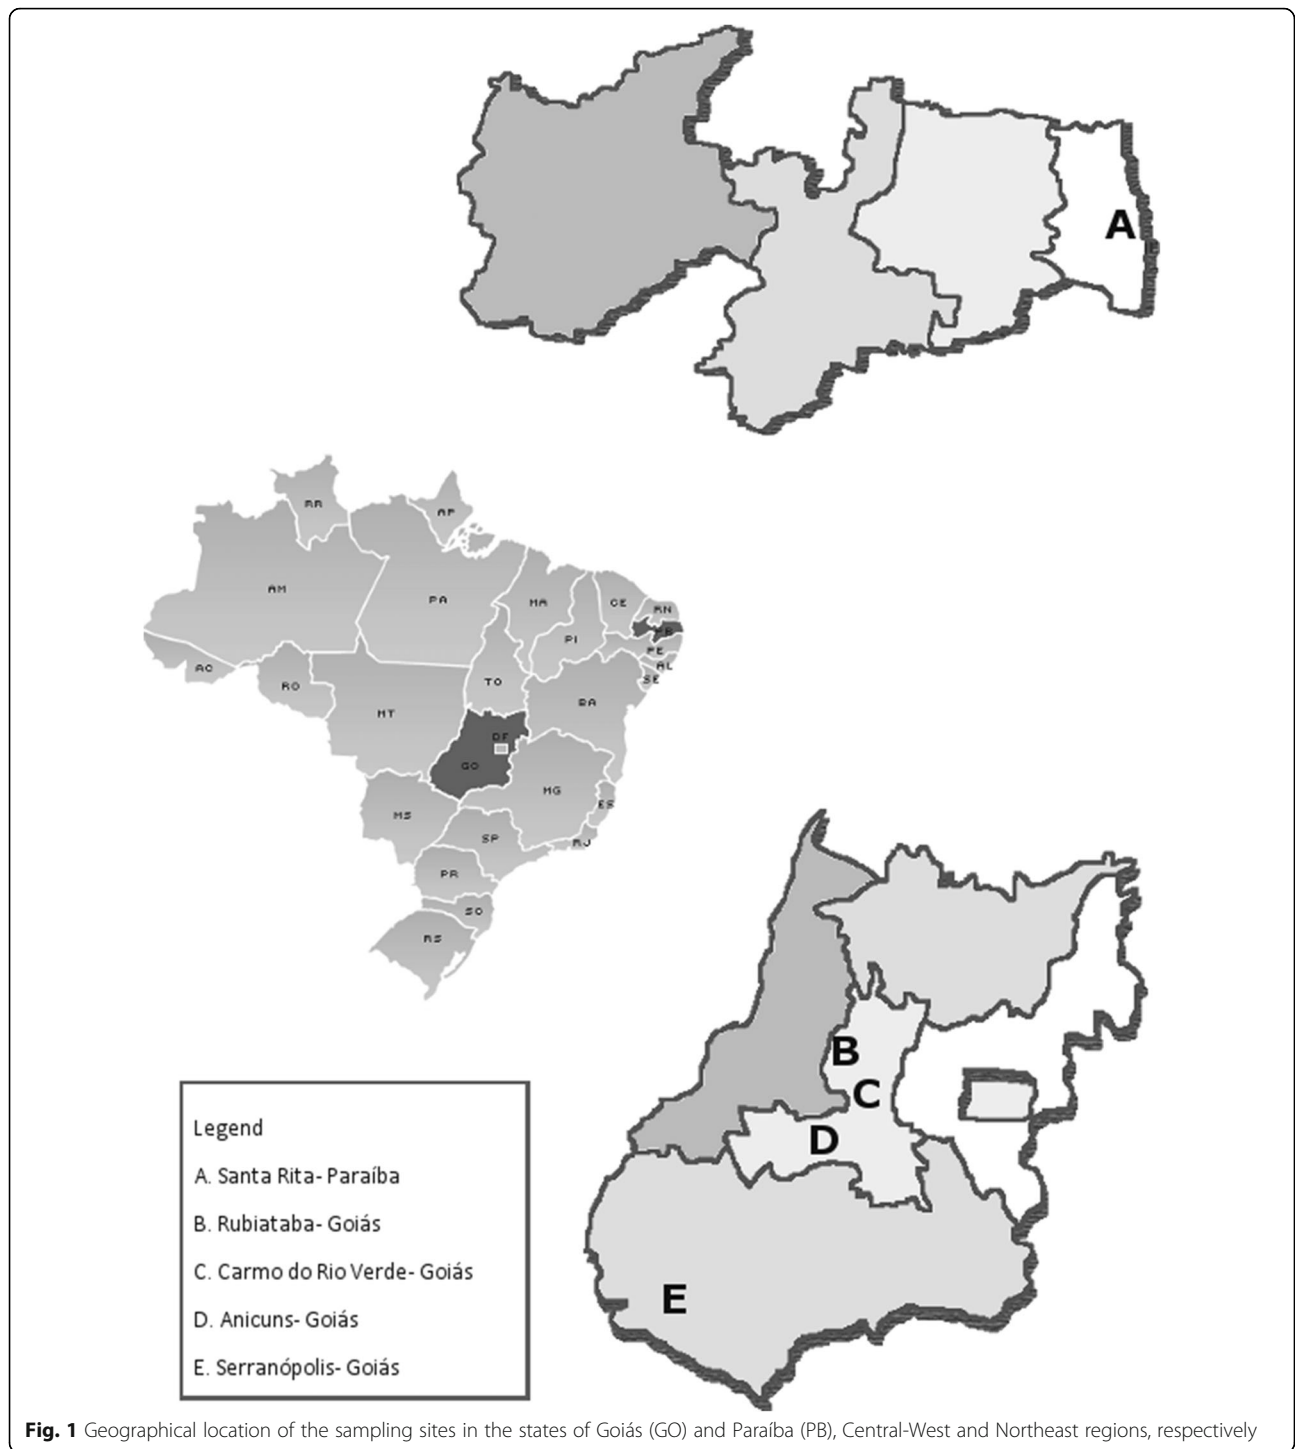 A
RR
AP
AM
PA
MA
CE
RN
PB
PI
PE
AL
AC
TO
SE
RO
BA
MT
DF
GO
MG
ES
MS
SP
RJ
PR
SC
RS
B
C
D
E
Legend
A. Santa Rita- Paraíba
B. Rubiataba- Goiás
C. Carmo do Rio Verde- Goiás
D. Anicuns- Goiás
E. Serranópolis- Goiás
Fig. 1 Geographical location of the sampling sites in the states of Goiás (GO) and Paraíba (PB), Central-West and Northeast regions, respectively